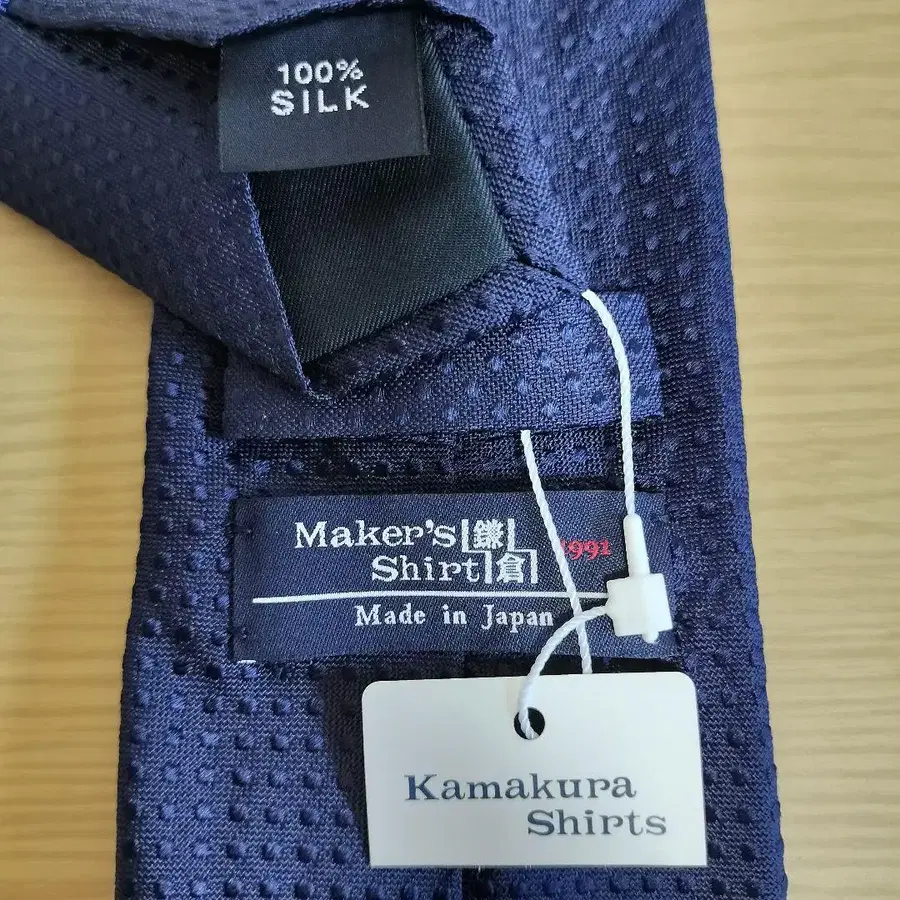 100%
SILK
Maker's 鎌 1991
Shirt 倉
Made in Japan
Kamakura
Shirts